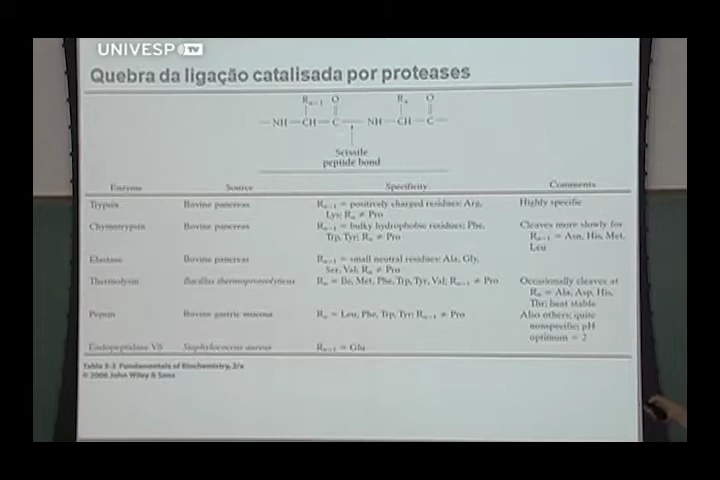 UNIVESP TV
Quebra da ligação catalisada por proteases
Rn−1 O Rn O
— NH — CH — C — NH — CH — C —
Scissile
peptide bond
Enzyme Source Specificity Comments
Trypsin Bovine pancreas Rn−1 = positively charged residues: Arg, Highly specific
Lys; Rn ≠ Pro
Chymotrypsin Bovine pancreas Rn−1 = bulky hydrophobic residues: Phe, Cleaves more slowly for
Trp, Tyr; Rn ≠ Pro Rn−1 = Asn, His, Met,
Leu
Elastase Bovine pancreas Rn−1 = small neutral residues: Ala, Gly,
Ser, Val; Rn ≠ Pro
Thermolysin Bacillus thermoproteolyticus Rn = Ile, Met, Phe, Trp, Tyr, Val; Rn−1 ≠ Pro Occasionally cleaves at
Rn = Ala, Asp, His,
Thr; heat stable
Pepsin Bovine gastric mucosa Rn = Leu, Phe, Trp, Tyr; Rn−1 ≠ Pro Also others; quite
nonspecific; pH
optimum = 2
Endopeptidase V8 Staphylococcus aureus Rn−1 = Glu
Table 5-3 Fundamentals of Biochemistry, 2/e
© 2006 John Wiley & Sons